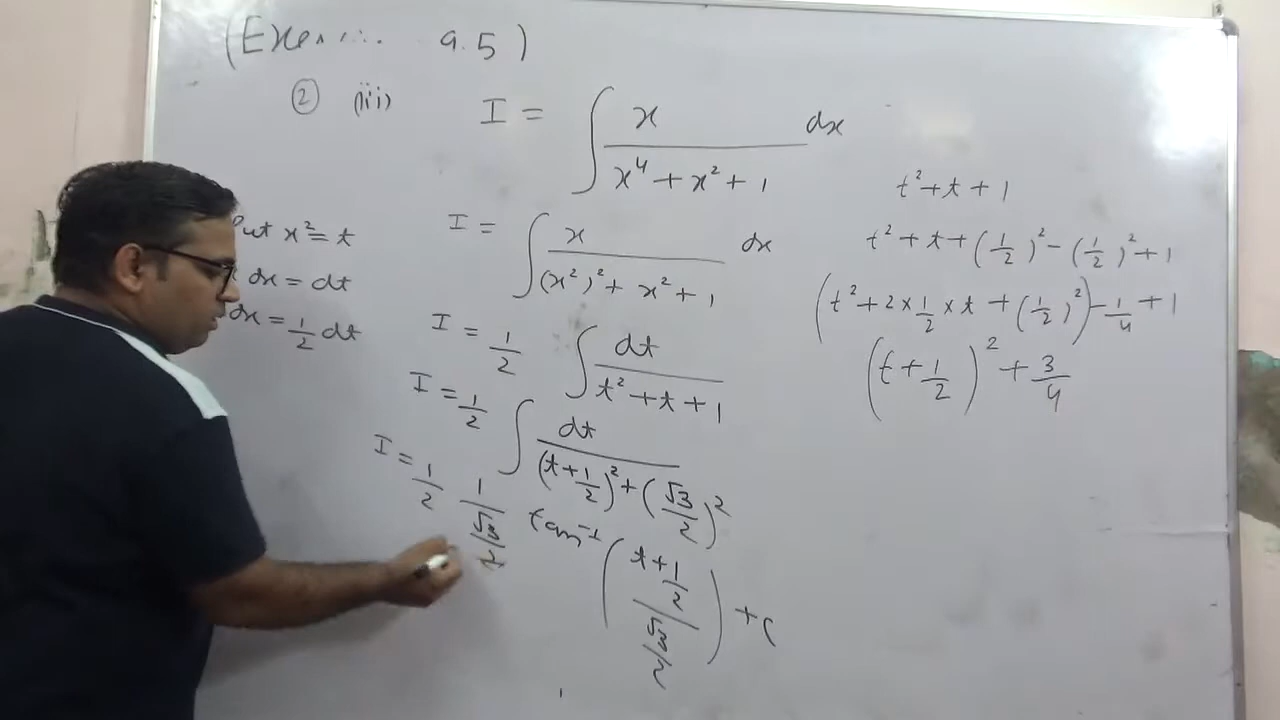 (Exer..... 9.5)
② (iii) I = ∫ x / (x⁴ + x² + 1) dx
Put x² = t
dx = dt
dx = 1/2 dt
I = ∫ x / ((x²)² + x² + 1) dx
I = 1/2 ∫ dt / (t² + t + 1)
I = 1/2 ∫ dt / ((t + 1/2)² + (√3/2)²)
I = 1/2 1/(√3/2) tan⁻¹ ((t + 1/2) / (√3/2)) + C
t² + t + 1
t² + t + (1/2)² - (1/2)² + 1
(t² + 2 × 1/2 × t + (1/2)²) - 1/4 + 1
(t + 1/2)² + 3/4